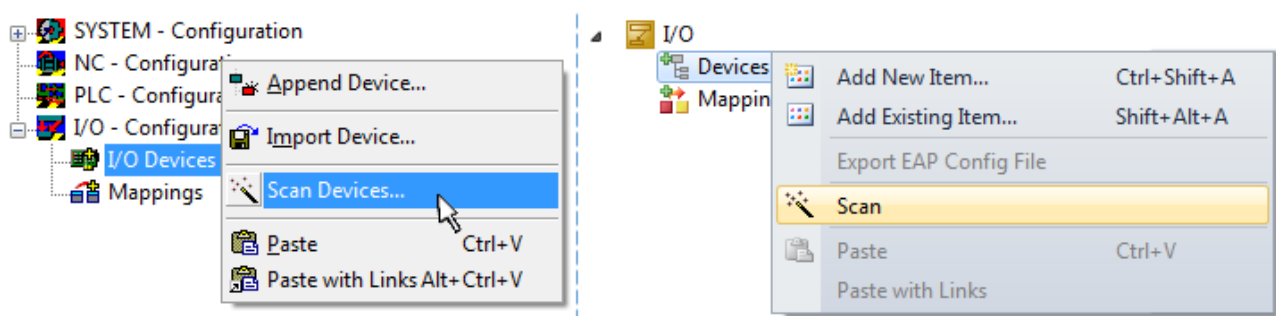 SYSTEM - Configuration
NC - Configurati
PLC - Configura
I/O - Configura
I/O Devices
Mappings
Append Device...
Import Device...
Scan Devices...
Paste Ctrl+V
Paste with Links Alt+Ctrl+V
I/O
Devices
Mappin
Add New Item... Ctrl+Shift+A
Add Existing Item... Shift+Alt+A
Export EAP Config File
Scan
Paste Ctrl+V
Paste with Links